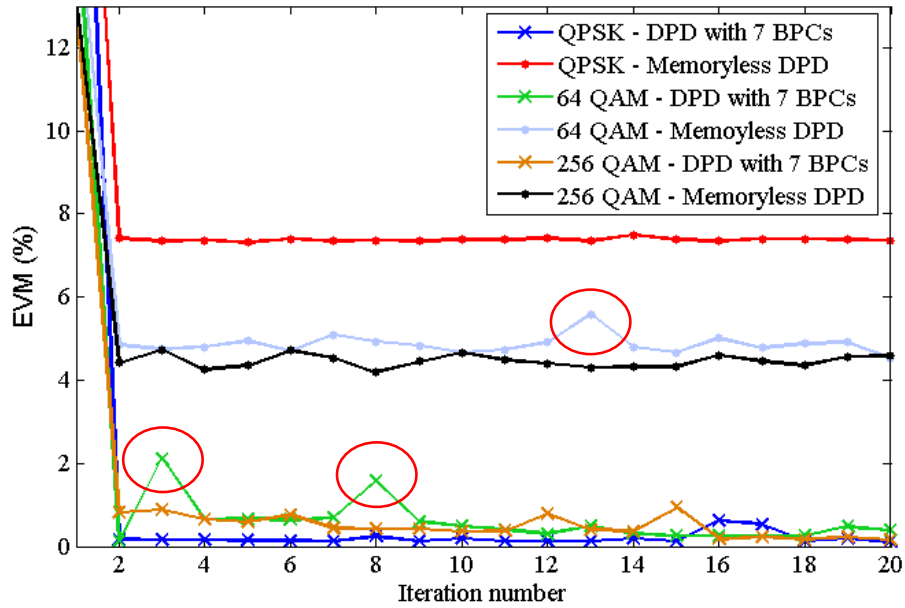 12
10
8
6
4
2
0
EVM (%)
QPSK - DPD with 7 BPCs
QPSK - Memoryless DPD
64 QAM - DPD with 7 BPCs
64 QAM - Memoyless DPD
256 QAM - DPD with 7 BPCs
256 QAM - Memoryless DPD
2 4 6 8 10 12 14 16 18 20
Iteration number